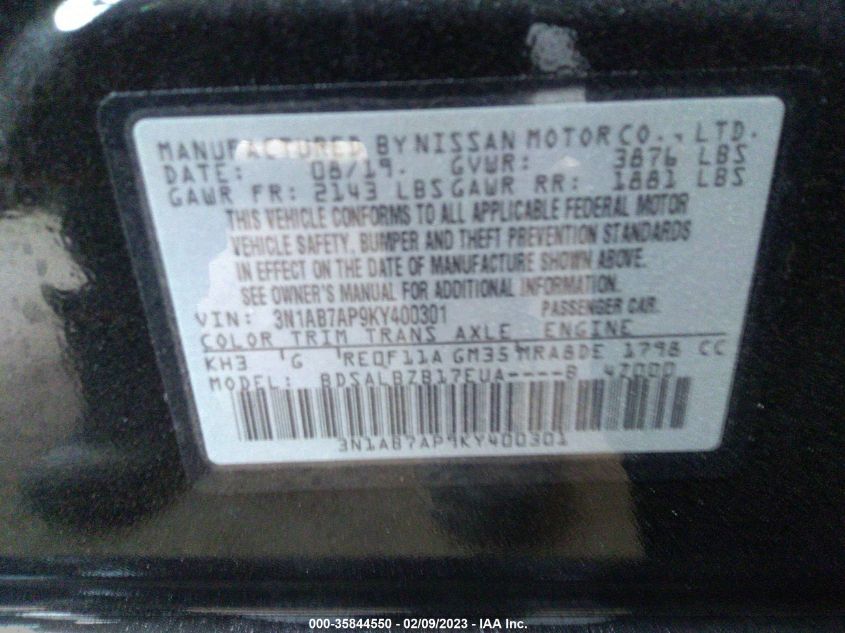 MANUFACTURED BY NISSAN MOTOR CO., LTD.
DATE: 08/19. GVWR: 3876 LBS
GAWR FR: 2143 LBS GAWR RR: 1881 LBS
THIS VEHICLE CONFORMS TO ALL APPLICABLE FEDERAL MOTOR
VEHICLE SAFETY, BUMPER AND THEFT PREVENTION STANDARDS
IN EFFECT ON THE DATE OF MANUFACTURE SHOWN ABOVE.
SEE OWNER'S MANUAL FOR ADDITIONAL INFORMATION.
VIN: 3N1AB7AP9KY400301 PASSENGER CAR.
COLOR TRIM TRANS AXLE ENGINE
KH3 G RE0F11A GM35 MRA8DE 1798 CC
MODEL: BDSALBZB17EUA----B 4Z000
3N1AB7AP9KY400301
000-35844550 - 02/09/2023 - IAA Inc.